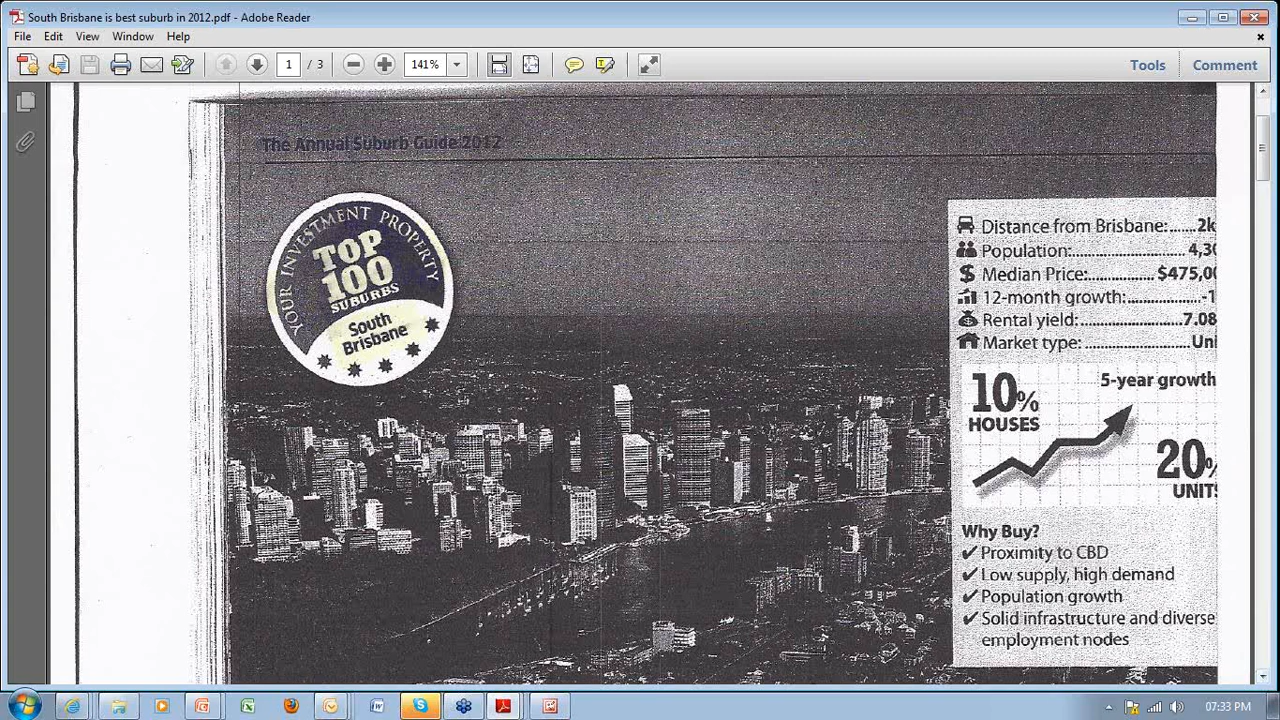 South Brisbane is best suburb in 2012.pdf - Adobe Reader
File Edit View Window Help
1 / 3 141% Tools Comment
The Annual Suburb Guide 2012
YOUR INVESTMENT PROPERTY
TOP
100
SUBURBS
South
Brisbane
Distance from Brisbane:......2k
Population:............................4,30
Median Price:................$475,00
12-month growth:...............-1
Rental yield:........................7.08
Market type: .......................Uni
5-year growth
10%
HOUSES
20%
UNITS
Why Buy?
✔ Proximity to CBD
✔ Low supply, high demand
✔ Population growth
✔ Solid infrastructure and diverse
employment nodes
07:33 PM